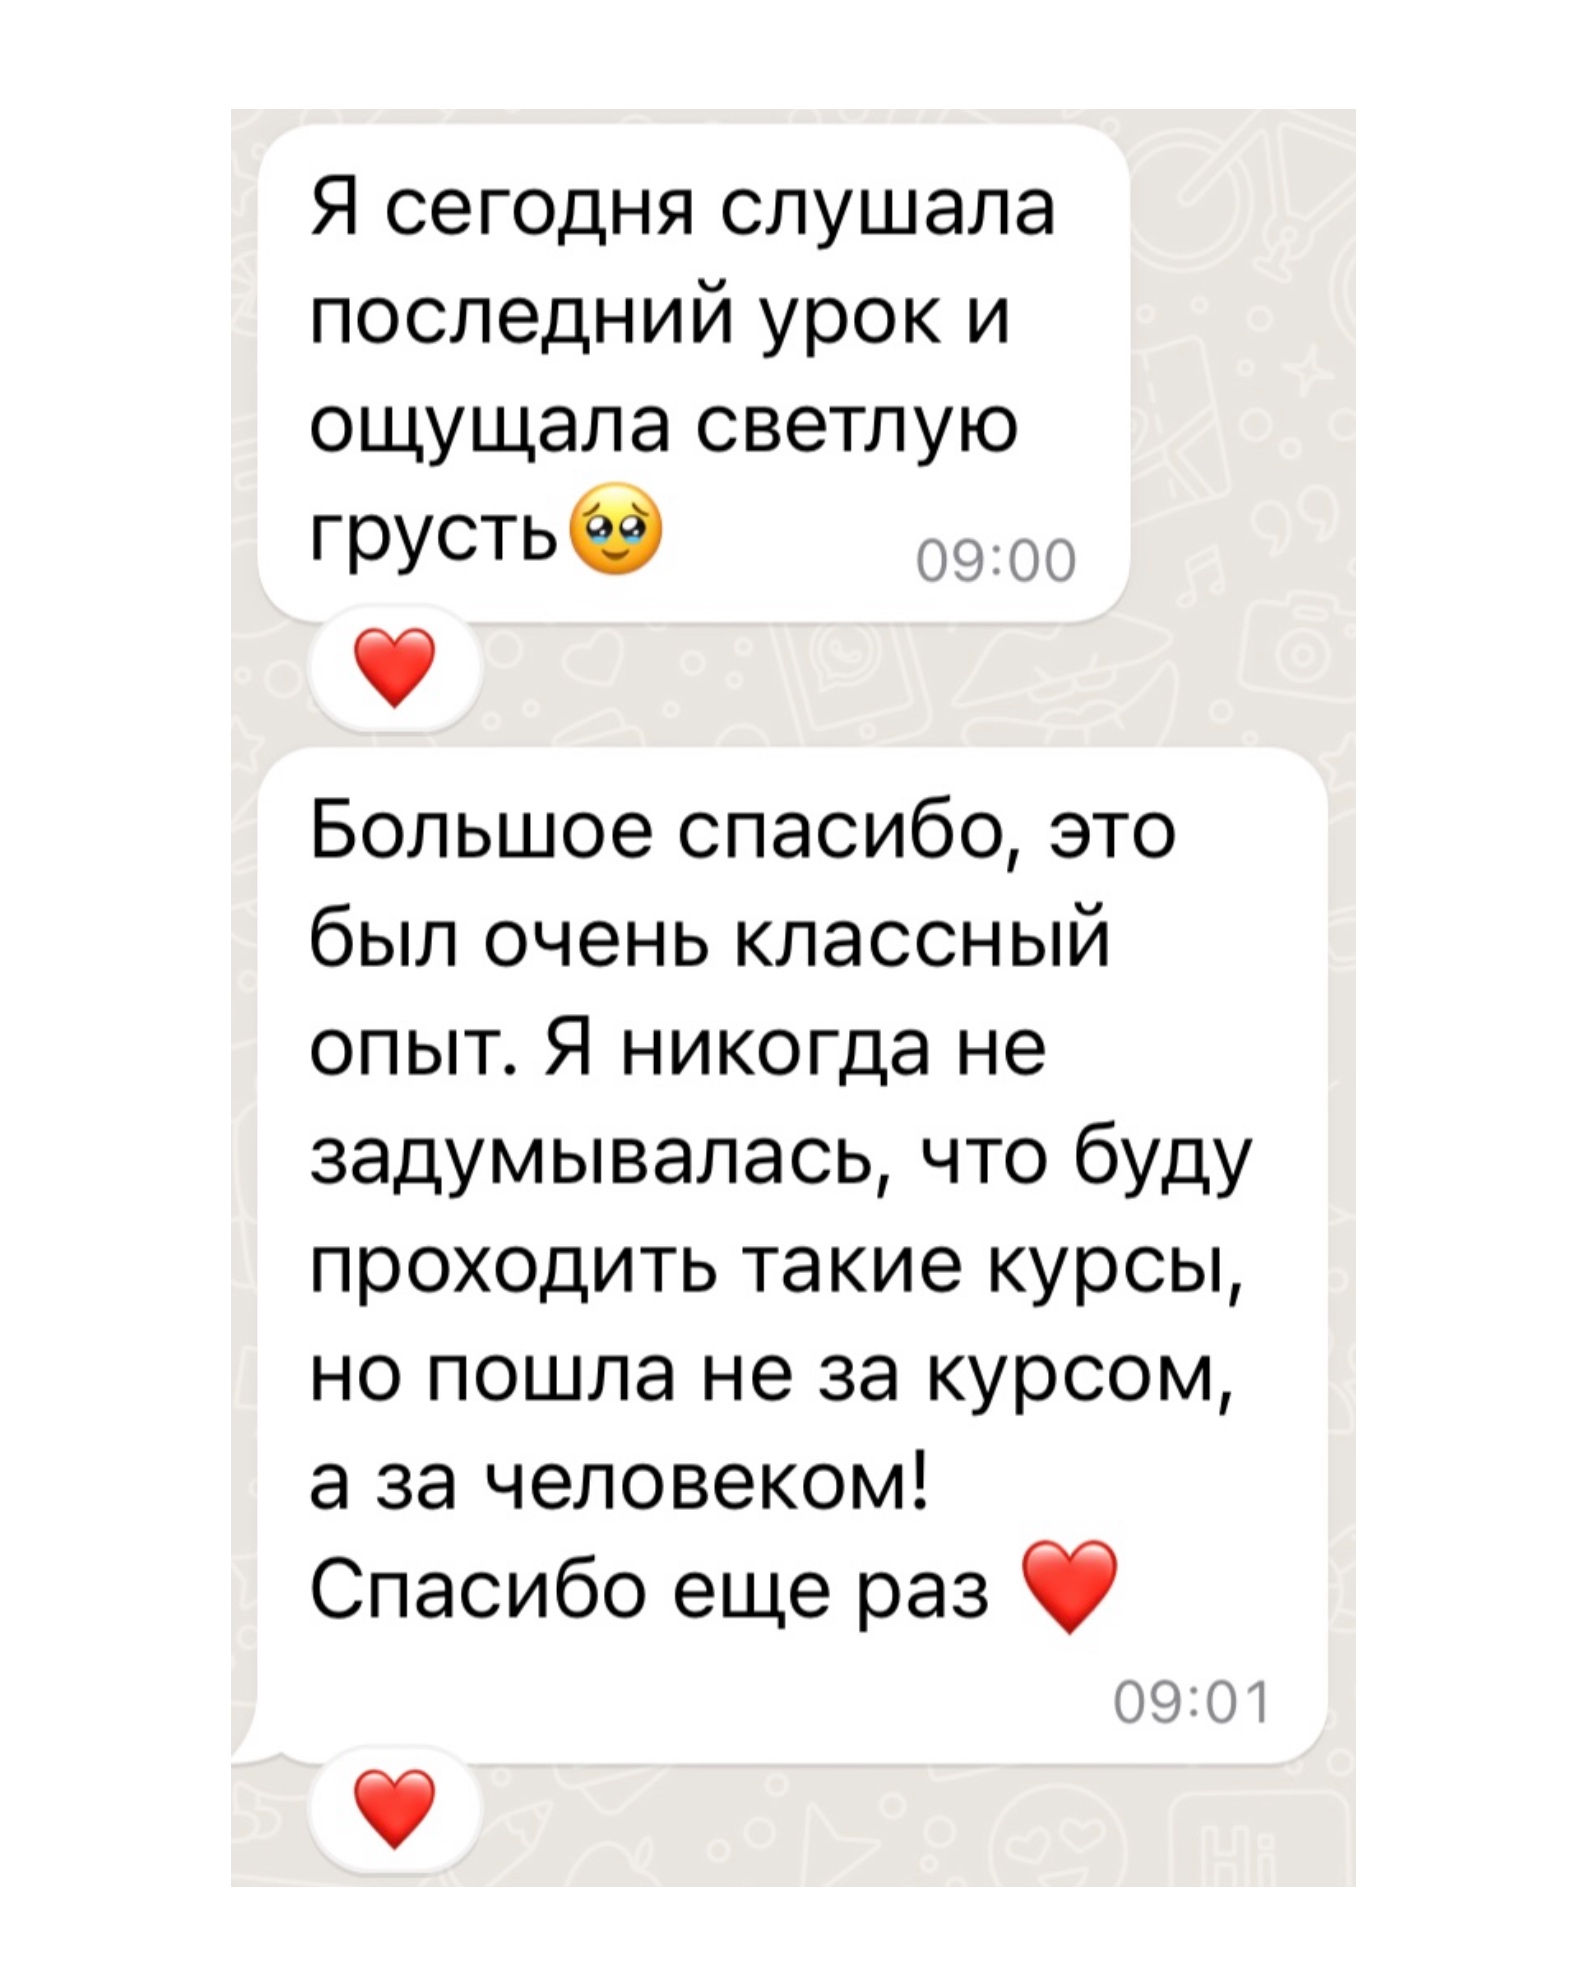 Я сегодня слушала
последний урок и
ощущала светлую
грусть🥹
09:00
❤️
Большое спасибо, это
был очень классный
опыт. Я никогда не
задумывалась, что буду
проходить такие курсы,
но пошла не за курсом,
а за человеком!
Спасибо еще раз ❤️
09:01
❤️
Hi